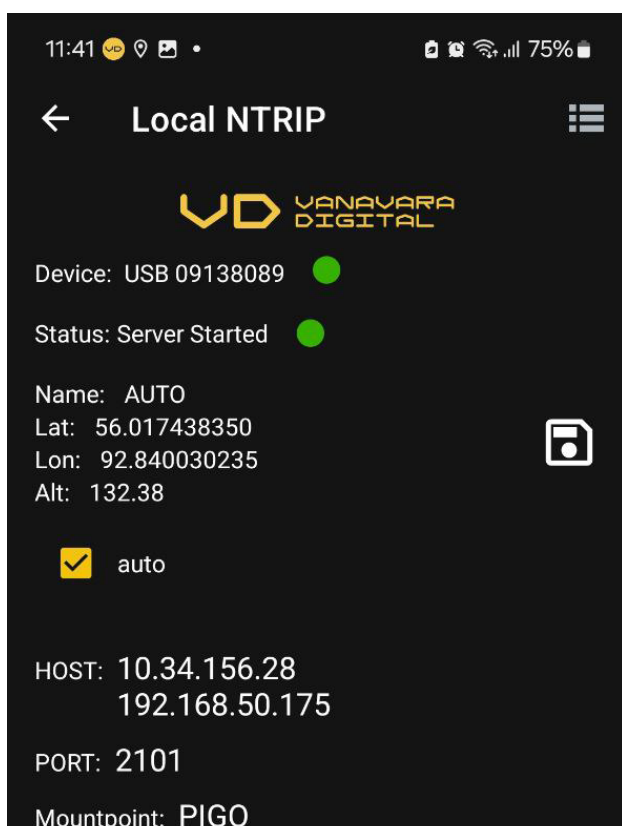 11:41 75%
Local NTRIP
VD VANAVARA
DIGITAL
Device: USB 09138089
Status: Server Started
Name: AUTO
Lat: 56.017438350
Lon: 92.840030235
Alt: 132.38
auto
HOST: 10.34.156.28
192.168.50.175
PORT: 2101
Mountpoint: PIGO